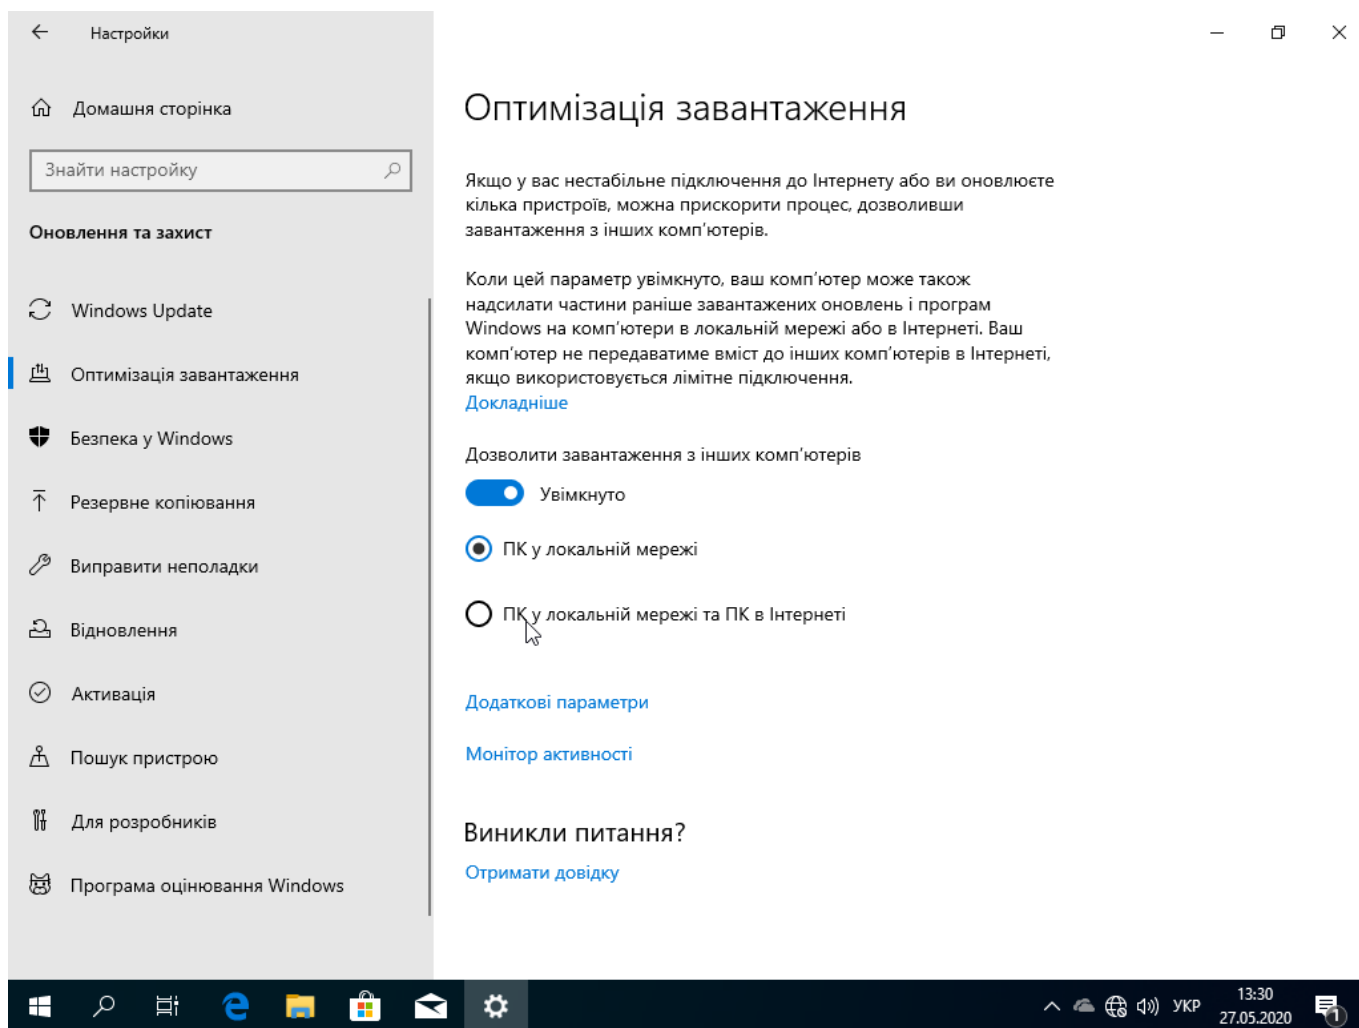 Настройки
Домашня сторінка
Знайти настройку
Оновлення та захист
Windows Update
Оптимізація завантаження
Безпека у Windows
Резервне копіювання
Виправити неполадки
Відновлення
Активація
Пошук пристрою
Для розробників
Програма оцінювання Windows
Оптимізація завантаження
Якщо у вас нестабільне підключення до Інтернету або ви оновлюєте
кілька пристроїв, можна прискорити процес, дозволивши
завантаження з інших комп’ютерів.
Коли цей параметр увімкнуто, ваш комп’ютер може також
надсилати частини раніше завантажених оновлень і програм
Windows на комп’ютери в локальній мережі або в Інтернеті. Ваш
комп’ютер не передаватиме вміст до інших комп’ютерів в Інтернеті,
якщо використовується лімітне підключення.
Докладніше
Дозволити завантаження з інших комп’ютерів
Увімкнуто
ПК у локальній мережі
ПК у локальній мережі та ПК в Інтернеті
Додаткові параметри
Монітор активності
Виникли питання?
Отримати довідку
УКР
13:30
27.05.2020
1